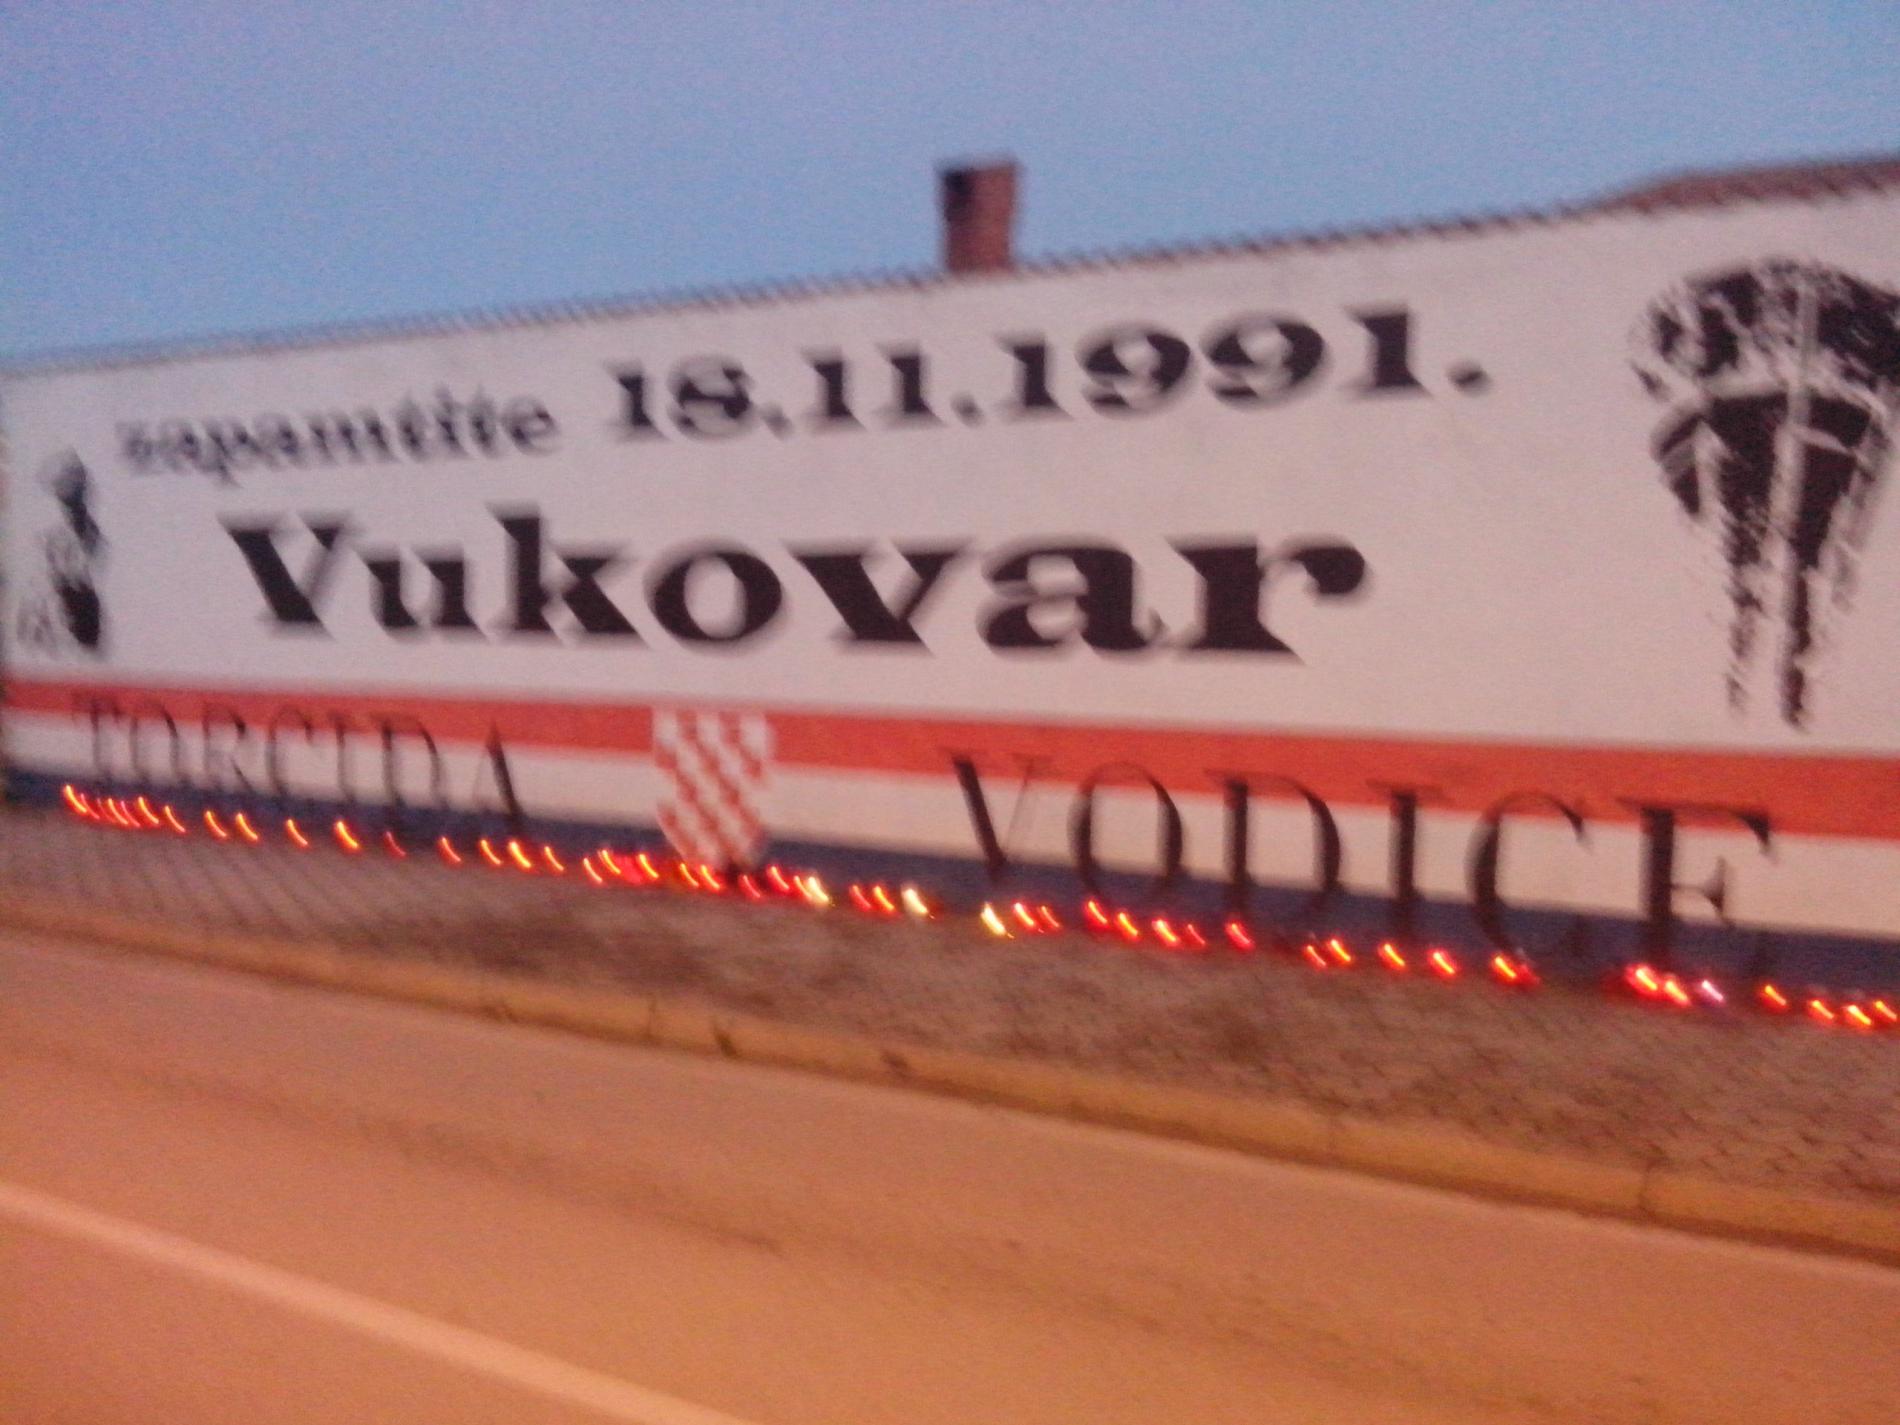 zapamtite 18.11.1991.
Vukovar
TORCIDA VODICE